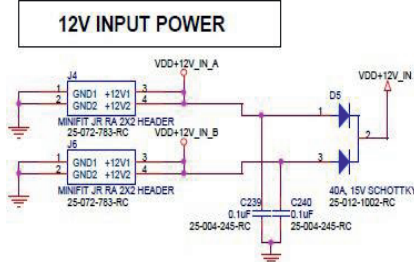 12V INPUT POWER
J4
VDD+12V_IN_A
VDD+12V_IN
1 GND1 +12V1 3
2 GND2 +12V2 4
D5
MINIFIT JR RA 2X2 HEADER
25-072-783-RC
1
J6
VDD+12V_IN_B
2
1 GND1 +12V1 3
2 GND2 +12V2 4
3
MINIFIT JR RA 2X2 HEADER
25-072-783-RC
40A, 15V SCHOTTKY
25-012-1002-RC
C239
0.1uF
25-004-245-RC
C240
0.1uF
25-004-245-RC